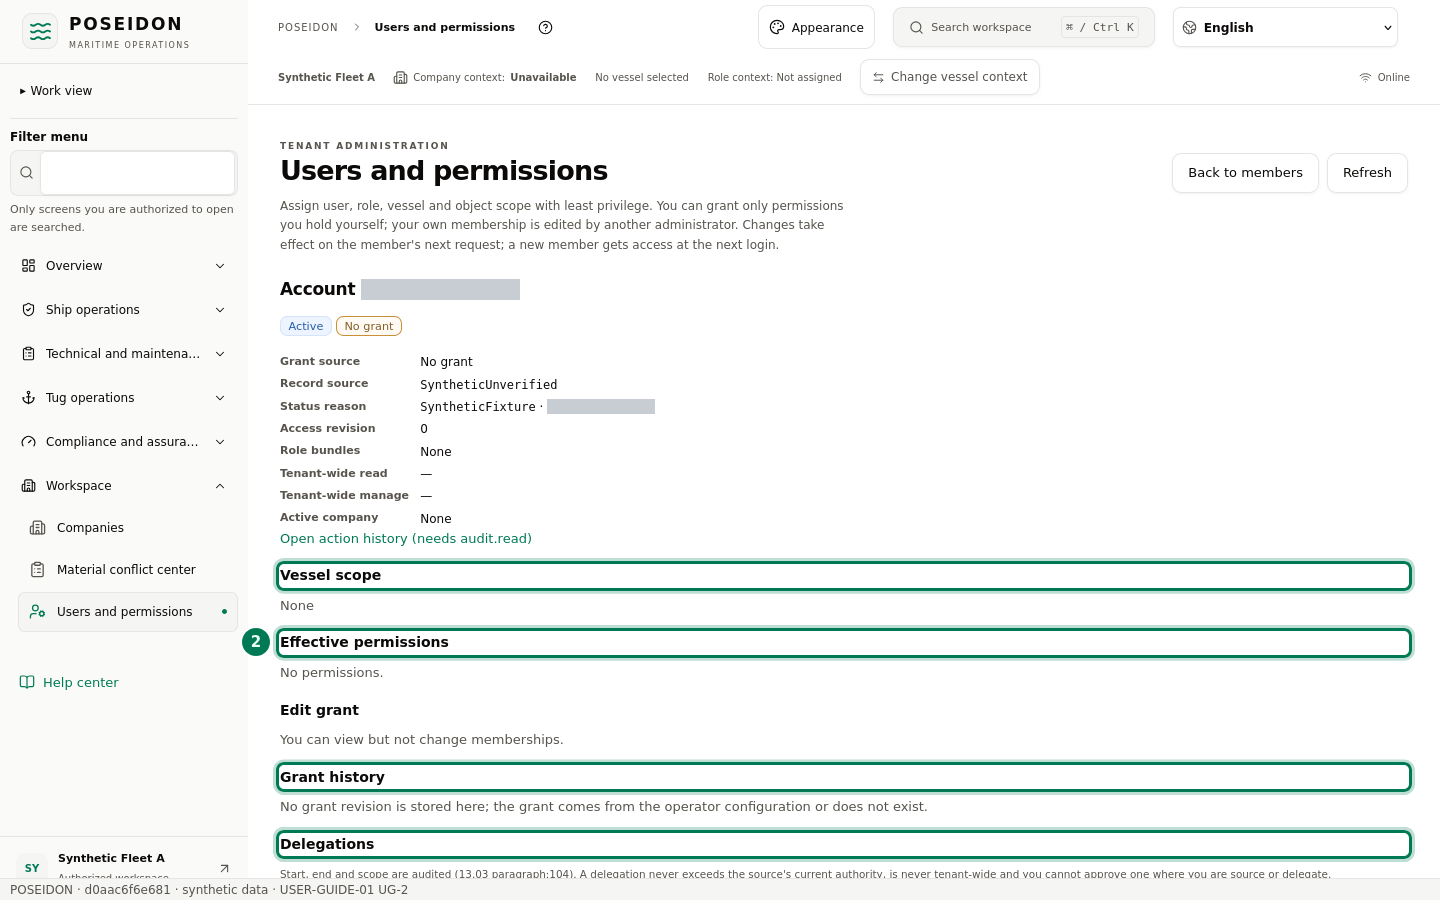 POSEIDON
MARITIME OPERATIONS
▸ Work view
Filter menu
Only screens you are authorized to open
are searched.
Overview
Ship operations
Technical and maintena…
Tug operations
Compliance and assura…
Workspace
Companies
Material conflict center
Users and permissions
Help center
SY
Synthetic Fleet A
Authorized workspace
POSEIDON
Users and permissions
Appearance
Search workspace
⌘ / Ctrl K
English
Synthetic Fleet A
Company context: Unavailable
No vessel selected
Role context: Not assigned
Change vessel context
Online
TENANT ADMINISTRATION
Users and permissions
Back to members
Refresh
Assign user, role, vessel and object scope with least privilege. You can grant only permissions
you hold yourself; your own membership is edited by another administrator. Changes take
effect on the member's next request; a new member gets access at the next login.
Account
Active
No grant
Grant source No grant
Record source SyntheticUnverified
Status reason SyntheticFixture ·
Access revision 0
Role bundles None
Tenant-wide read —
Tenant-wide manage —
Active company None
Open action history (needs audit.read)
Vessel scope
None
2
Effective permissions
No permissions.
Edit grant
You can view but not change memberships.
Grant history
No grant revision is stored here; the grant comes from the operator configuration or does not exist.
Delegations
Start, end and scope are audited (13.03 paragraph:104). A delegation never exceeds the source's current authority, is never tenant-wide and you cannot approve one where you are source or delegate.
POSEIDON · d0aac6f6e681 · synthetic data · USER-GUIDE-01 UG-2